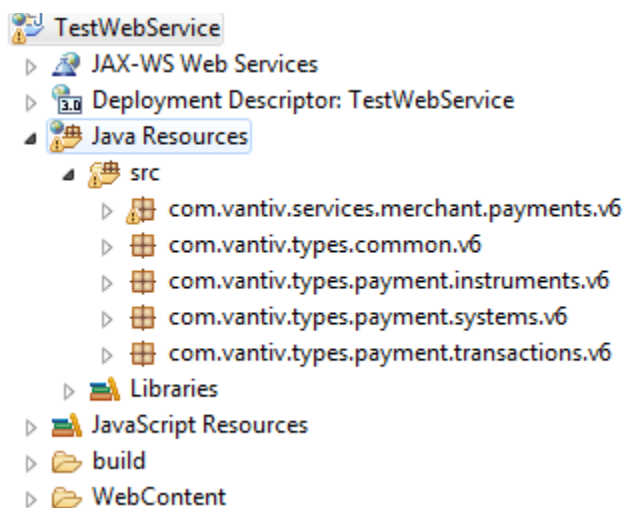 TestWebService
JAX-WS Web Services
3.0 Deployment Descriptor: TestWebService
Java Resources
src
com.vantiv.services.merchant.payments.v6
com.vantiv.types.common.v6
com.vantiv.types.payment.instruments.v6
com.vantiv.types.payment.systems.v6
com.vantiv.types.payment.transactions.v6
Libraries
JavaScript Resources
build
WebContent